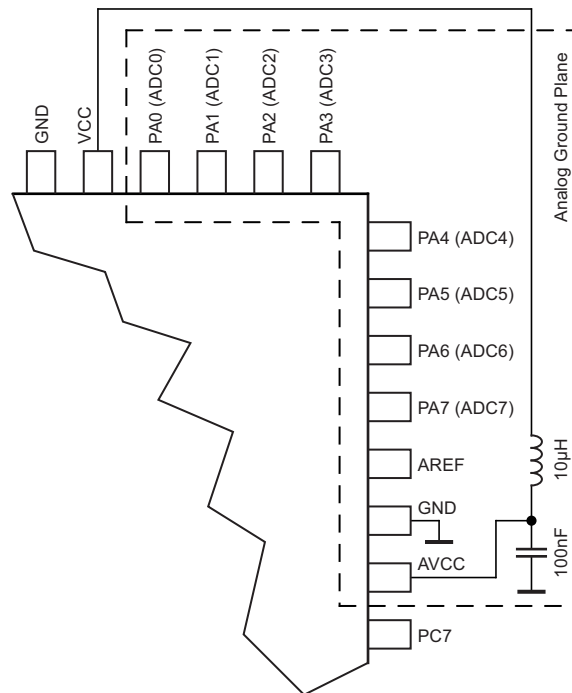 GND
VCC
PA0 (ADC0)
PA1 (ADC1)
PA2 (ADC2)
PA3 (ADC3)
Analog Ground Plane
PA4 (ADC4)
PA5 (ADC5)
PA6 (ADC6)
PA7 (ADC7)
AREF
10μH
GND
AVCC
100nF
PC7